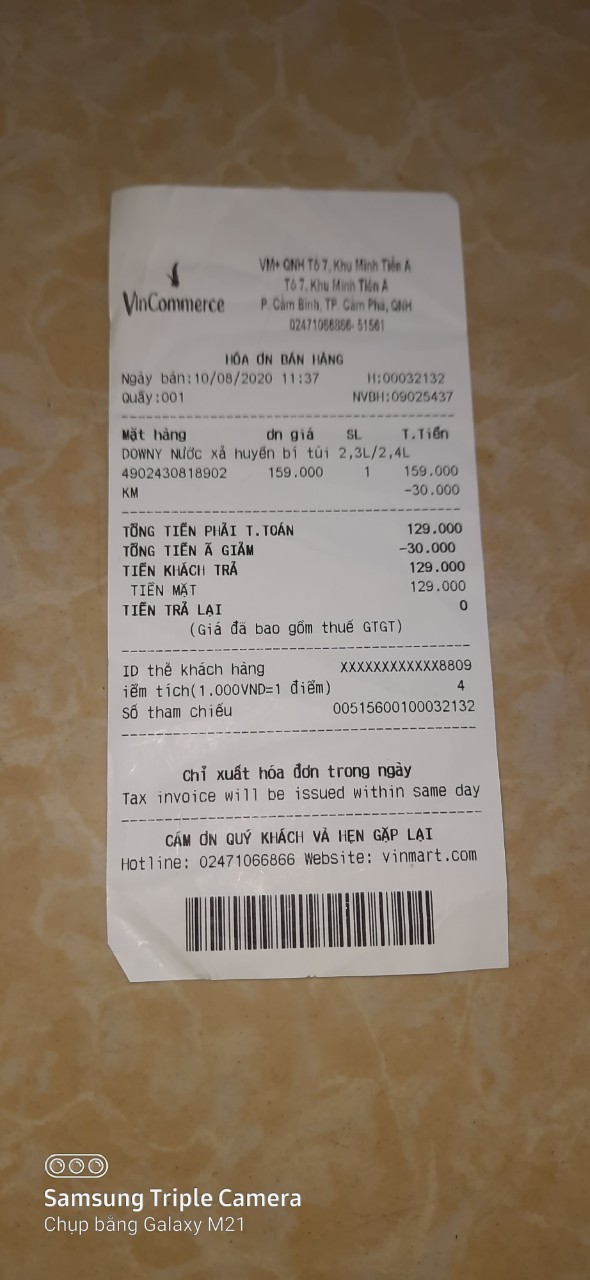 VinCommerce
VM+ QNH Tổ 7, Khu Minh Tiến A
Tổ 7, Khu Minh Tiến A
P. Cẩm Bình, TP. Cẩm Phả, QNH
02471066866- 51561
HÓA ƠN BÁN HÀNG
Ngày bán:10/08/2020 11:37 H:00032132
Quầy:001 NVBH:09025437
Mặt hàng ơn giá SL T.Tiền
DOWNY Nước xả huyền bí túi 2,3L/2,4L
4902430818902 159.000 1 159.000
KM -30.000
TỔNG TIỀN PHẢI T.TOÁN 129.000
TỔNG TIỀN Ã GIẢM -30.000
TIỀN KHÁCH TRẢ 129.000
TIỀN MẶT 129.000
TIỀN TRẢ LẠI 0
(Giá đã bao gồm thuế GTGT)
ID thẻ khách hàng XXXXXXXXXXXX8809
iểm tích(1.000VND=1 điểm) 4
Số tham chiếu 00515600100032132
Chỉ xuất hóa đơn trong ngày
Tax invoice will be issued within same day
CÁM ƠN QUÝ KHÁCH VÀ HẸN GẶP LẠI
Hotline: 02471066866 Website: vinmart.com
Samsung Triple Camera
Chụp bằng Galaxy M21